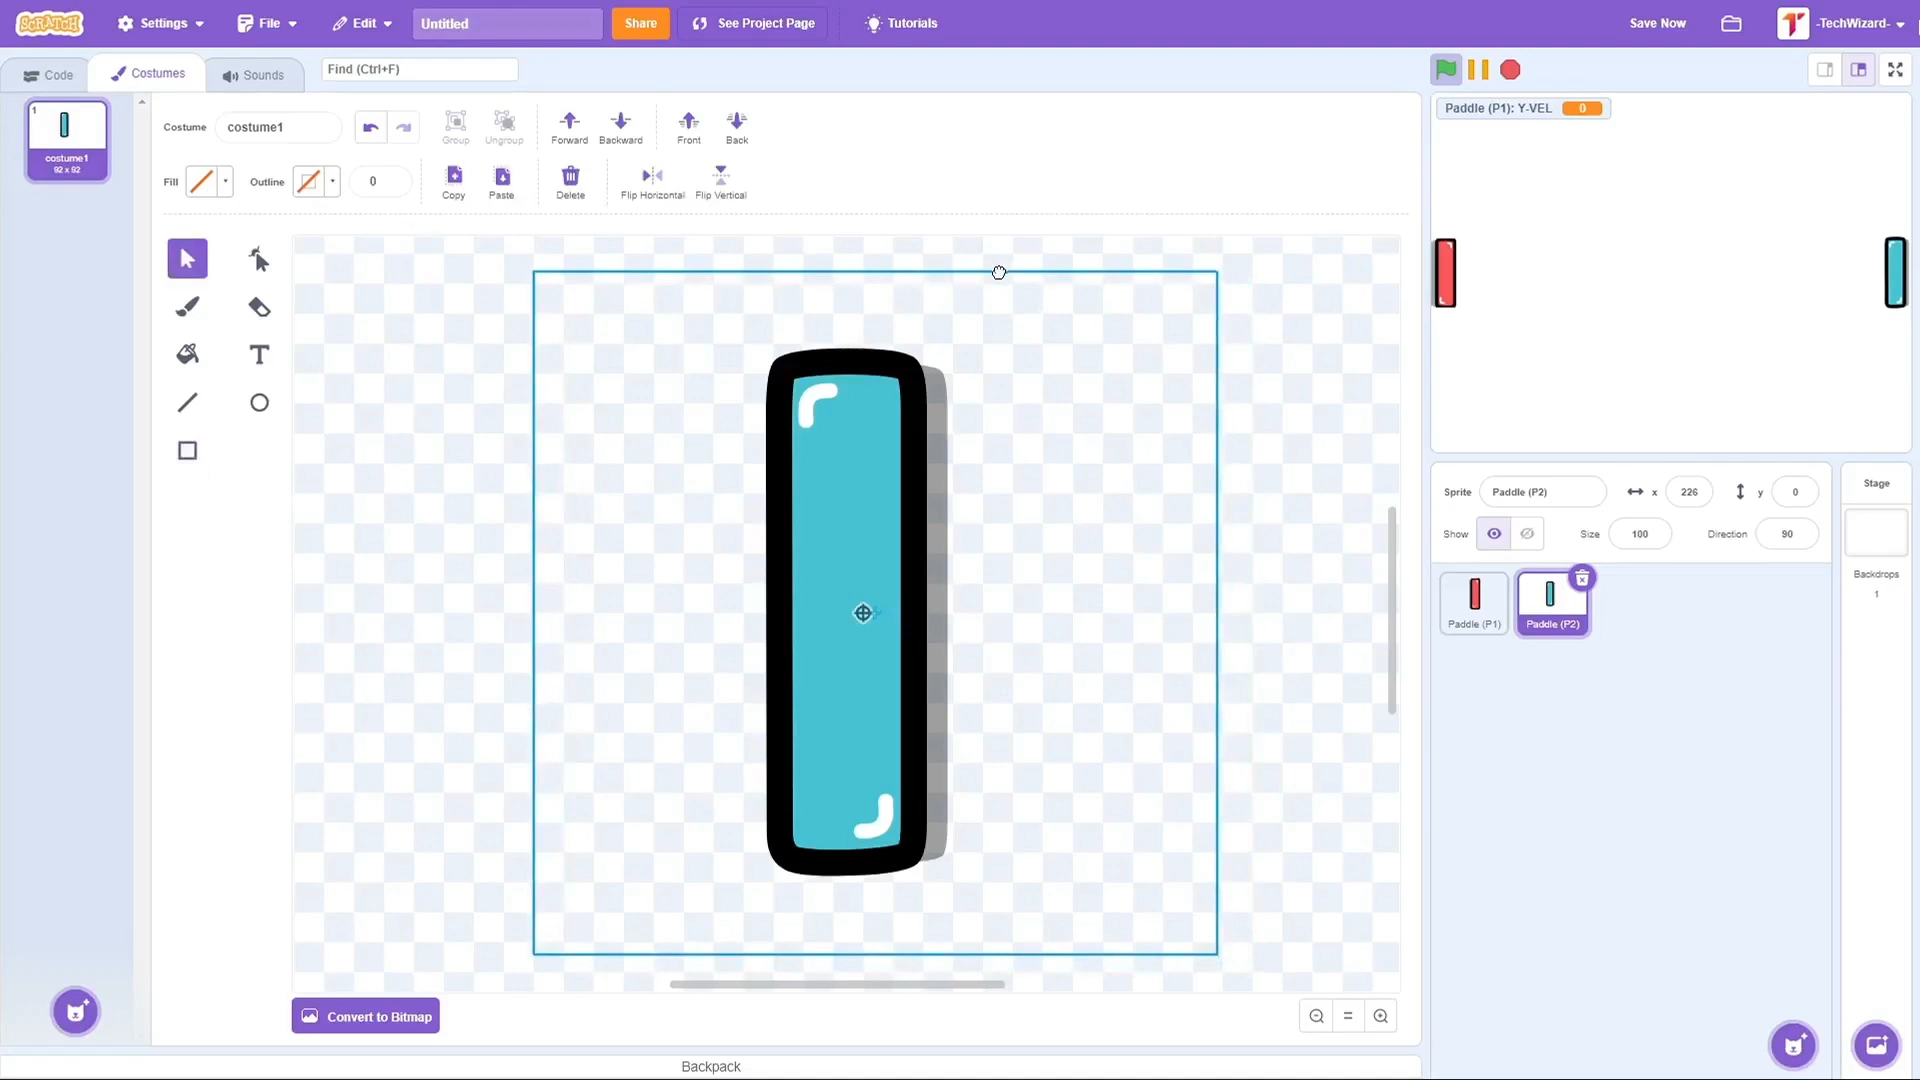 SCRATCH Settings File Edit Untitled Share See Project Page Tutorials Save Now -TechWizard-
Code Costumes Sounds Find (Ctrl+F)
1
costume1
92 x 92
Costume costume1 Group Ungroup Forward Backward Front Back
Fill Outline 0 Copy Paste Delete Flip Horizontal Flip Vertical
T
Convert to Bitmap
Backpack
Paddle (P1): Y-VEL 0
Sprite Paddle (P2) x 226 y 0
Show Size 100 Direction 90
Paddle (P1) Paddle (P2)
Stage
Backdrops
1